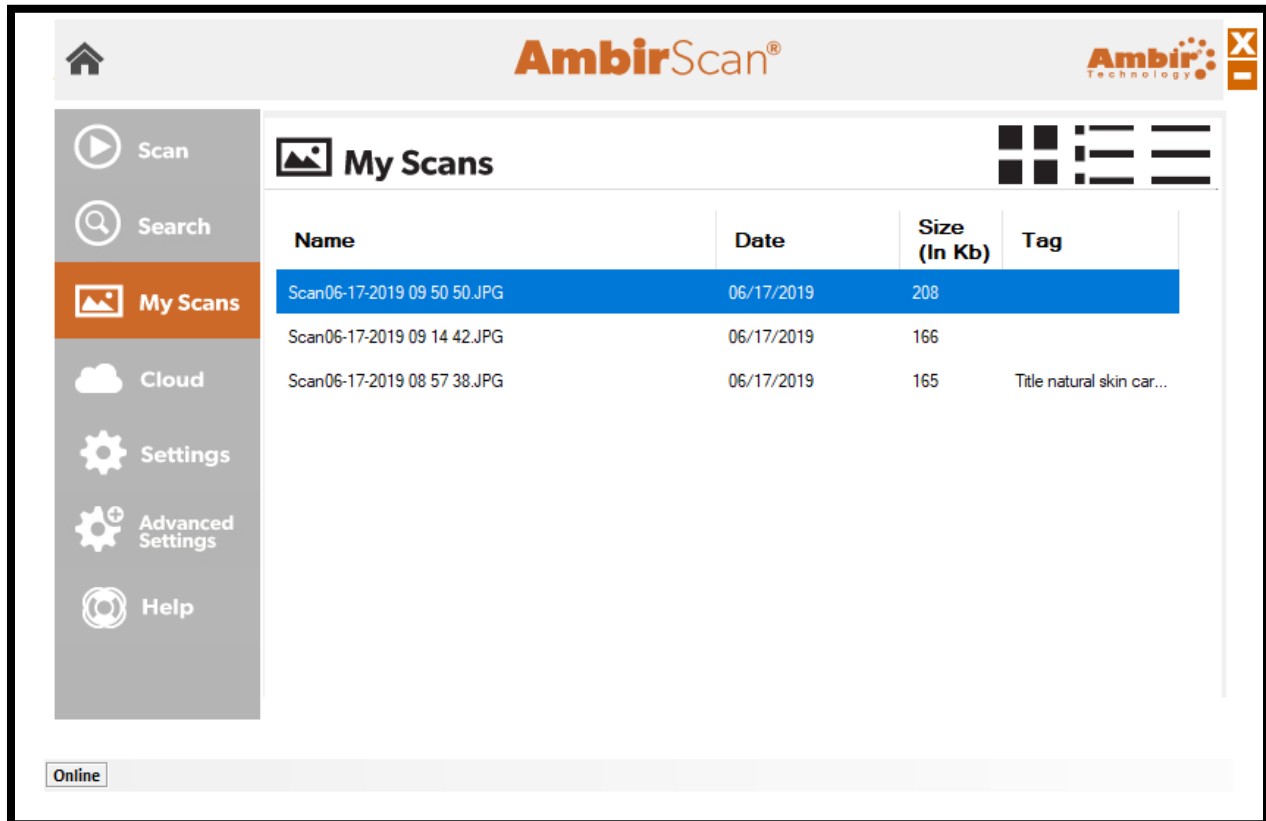 AmbirScan®
Ambir
Technology
X
Scan
Search
My Scans
Cloud
Settings
Advanced
Settings
Help
My Scans
Name Date Size (In Kb) Tag
Scan06-17-2019 09 50 50.JPG 06/17/2019 208
Scan06-17-2019 09 14 42.JPG 06/17/2019 166
Scan06-17-2019 08 57 38.JPG 06/17/2019 165 Title natural skin car...
Online